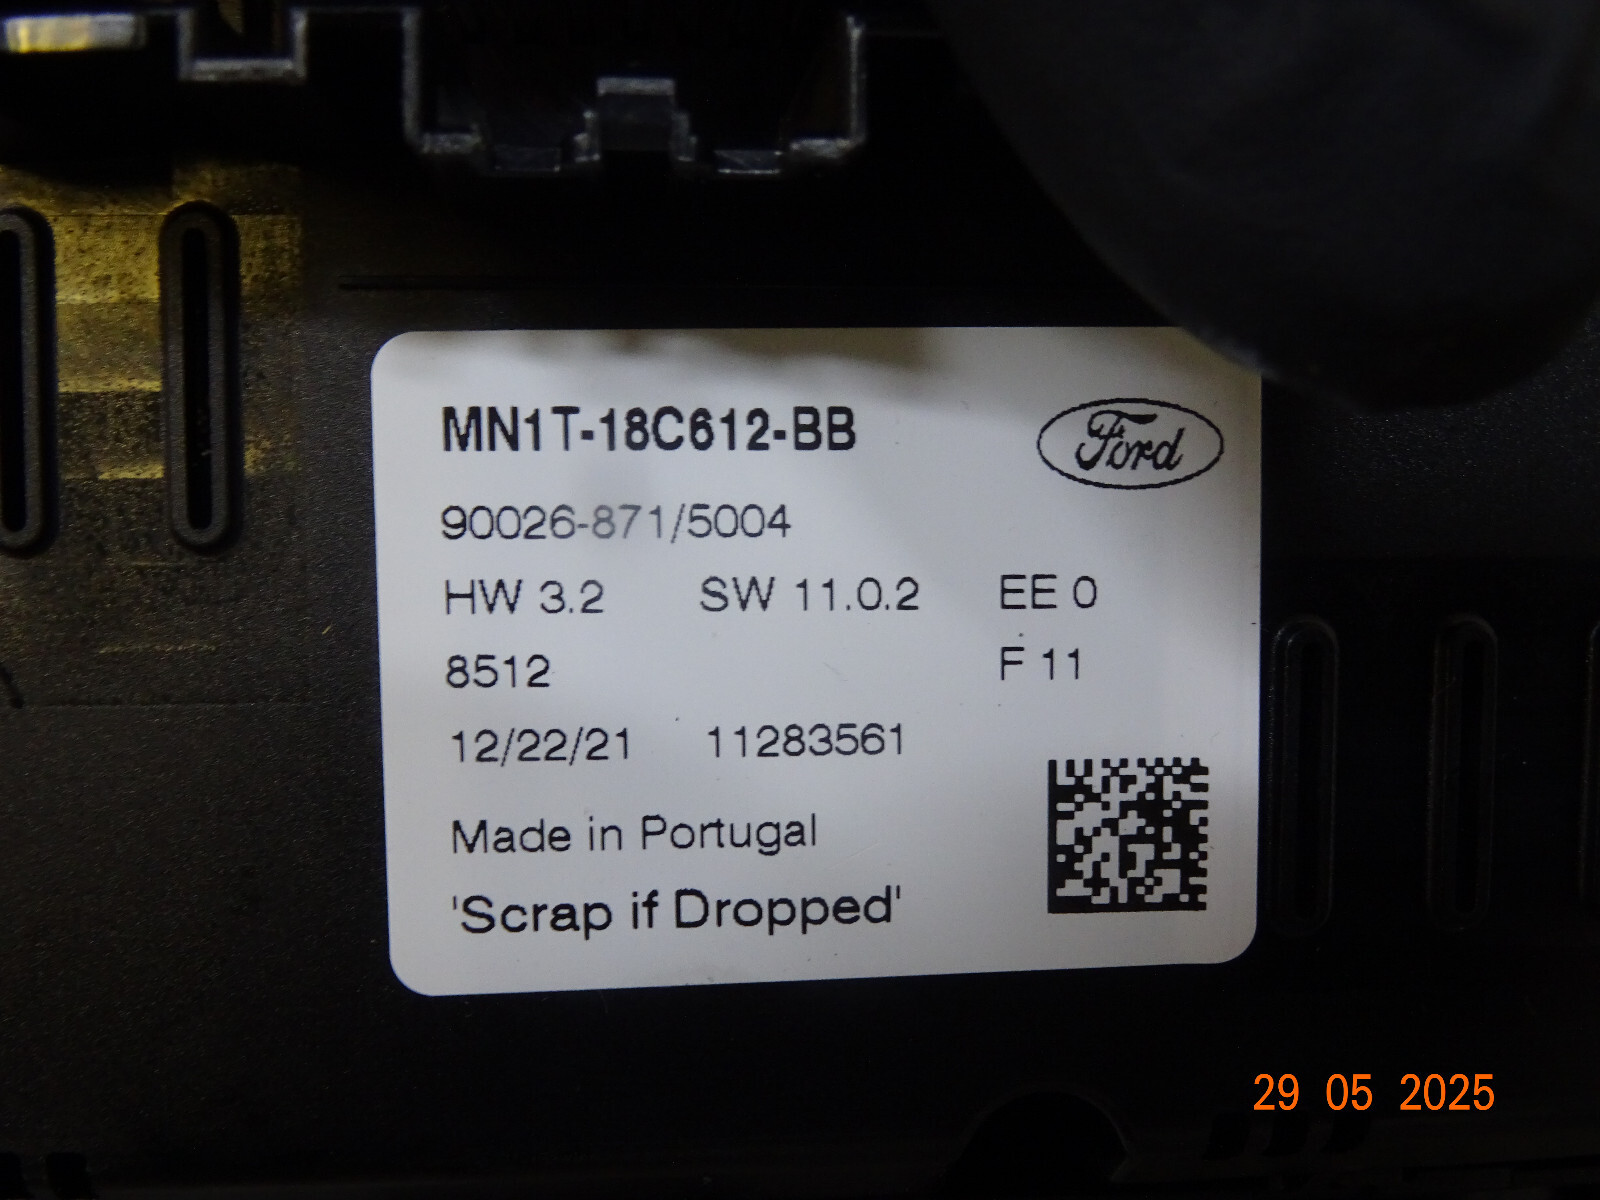 MN1T-18C612-BB
Ford
90026-871/5004
HW 3.2 SW 11.0.2 EE 0
8512 F 11
12/22/21 11283561
Made in Portugal
'Scrap if Dropped'
29 05 2025